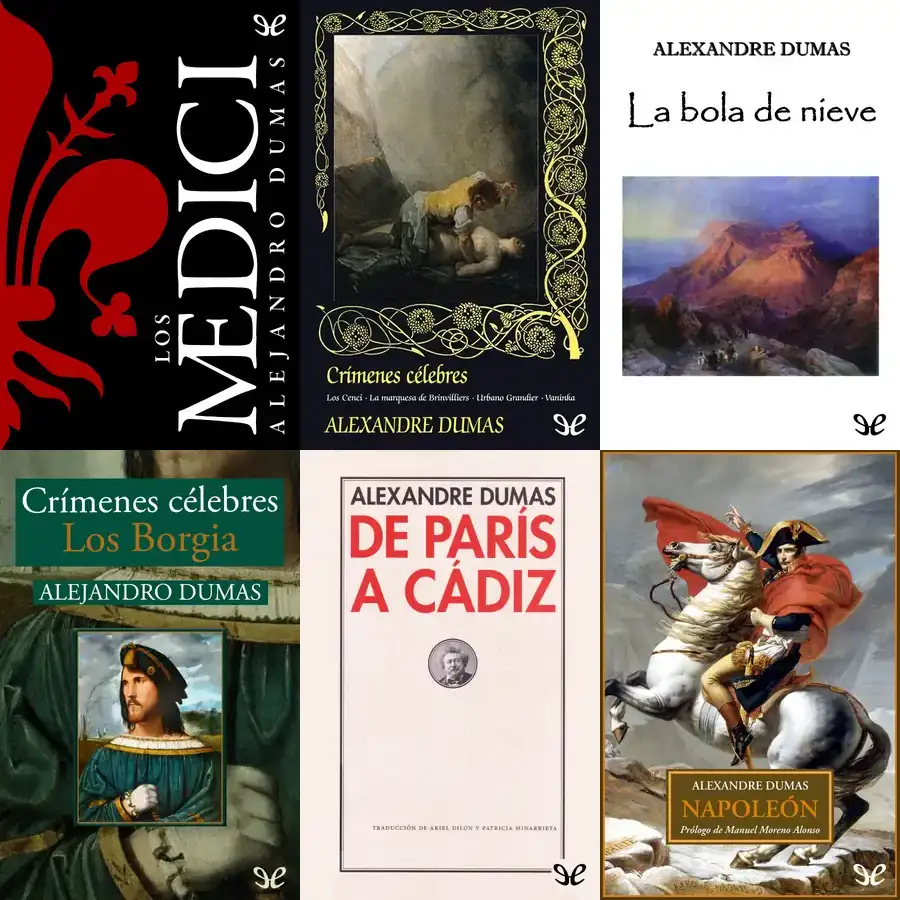 LOS
MEDICI
ALEJANDRO DUMAS
Crímenes célebres
Los Cenci · La marquesa de Brinvilliers · Urbano Grandier · Vaninka
ALEXANDRE DUMAS
ALEXANDRE DUMAS
La bola de nieve
Crímenes célebres
Los Borgia
ALEJANDRO DUMAS
ALEXANDRE DUMAS
DE PARÍS
A CÁDIZ
TRADUCCIÓN DE ARIEL DILON Y PATRICIA MINARRIETA
ALEXANDRE DUMAS
NAPOLEÓN
Prólogo de Manuel Moreno Alonso